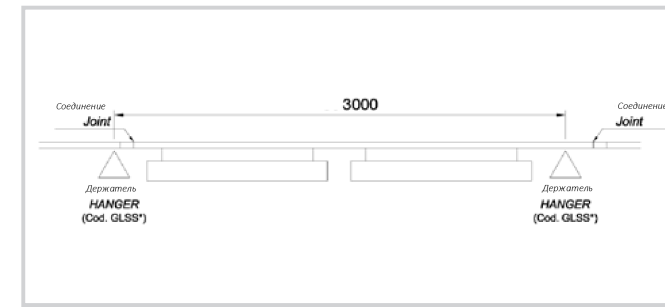 3000
Соединение
Joint
Соединение
Joint
Держатель
HANGER
(Cod. GLSS*)
Держатель
HANGER
(Cod. GLSS*)